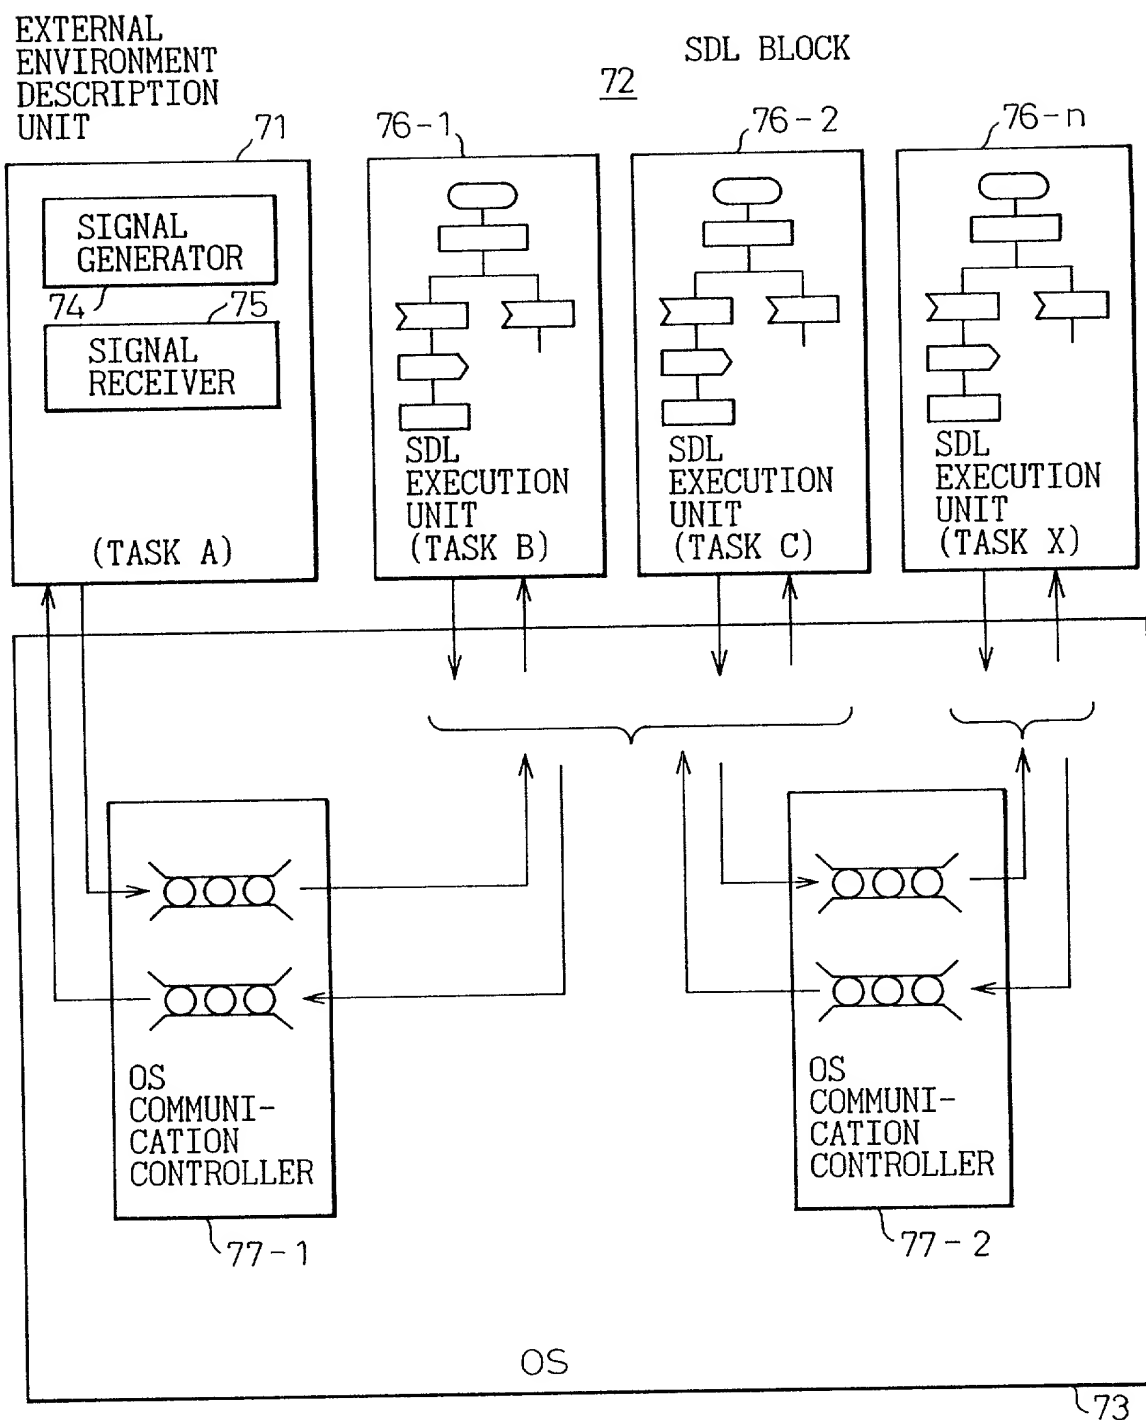 EXTERNAL
ENVIRONMENT
DESCRIPTION
UNIT
SDL BLOCK
72
71
76-1
76-2
76-n
SIGNAL
GENERATOR
74
75
SIGNAL
RECEIVER
(TASK A)
SDL
EXECUTION
UNIT
(TASK B)
SDL
EXECUTION
UNIT
(TASK C)
SDL
EXECUTION
UNIT
(TASK X)
OS
COMMUNI-
CATION
CONTROLLER
77-1
OS
COMMUNI-
CATION
CONTROLLER
77-2
OS
73